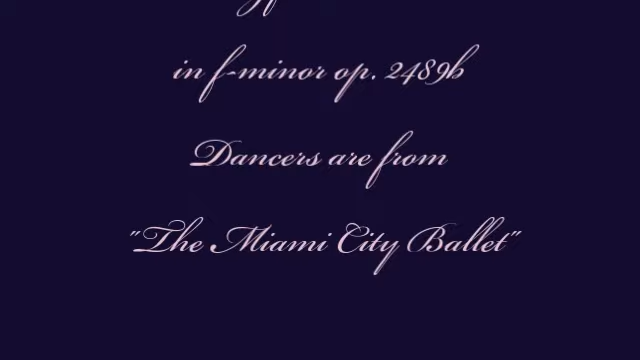 in f-minor op. 2489b
Dancers are from
"The Miami City Ballet"